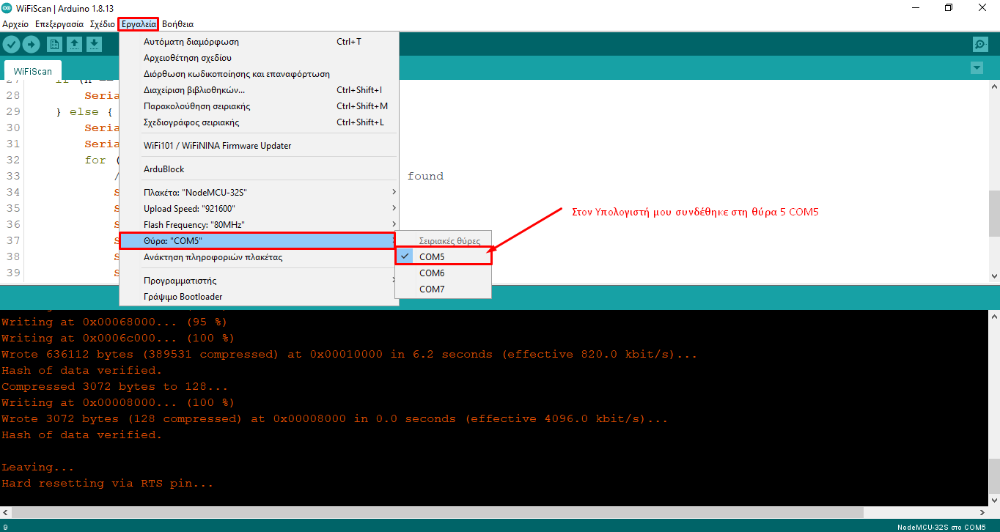 WiFiScan | Arduino 1.8.13
Αρχείο Επεξεργασία Σχέδιο Εργαλεία Βοήθεια
WiFiScan
Αυτόματη διαμόρφωση Ctrl+T
Αρχειοθέτηση σχεδίου
Διόρθωση κωδικοποίησης και επαναφόρτωση
Διαχείριση βιβλιοθηκών... Ctrl+Shift+I
Παρακολούθηση σειριακής Ctrl+Shift+M
Σχεδιογράφος σειριακής Ctrl+Shift+L
WiFi101 / WiFiNINA Firmware Updater
ArduBlock
Πλακέτα: "NodeMCU-32S"
Upload Speed: "921600"
Flash Frequency: "80MHz"
Θύρα: "COM5"
Ανάκτηση πληροφοριών πλακέτας
Προγραμματιστής
Γράψιμο Bootloader
Σειριακές θύρες
COM5
COM6
COM7
Στον Υπολογιστή μου συνδέθηκε στη θύρα 5 COM5
28 Seria
29 } else {
30 Seria
31 Seria
32 for (
33 / found
34 S
35 S
36 S
37 S
38 S
39 S
Writing at 0x00068000... (95 %)
Writing at 0x0006c000... (100 %)
Wrote 636112 bytes (389531 compressed) at 0x00010000 in 6.2 seconds (effective 820.0 kbit/s)...
Hash of data verified.
Compressed 3072 bytes to 128...
Writing at 0x00008000... (100 %)
Wrote 3072 bytes (128 compressed) at 0x00008000 in 0.0 seconds (effective 4096.0 kbit/s)...
Hash of data verified.
Leaving...
Hard resetting via RTS pin...
9 NodeMCU-32S στο COM5